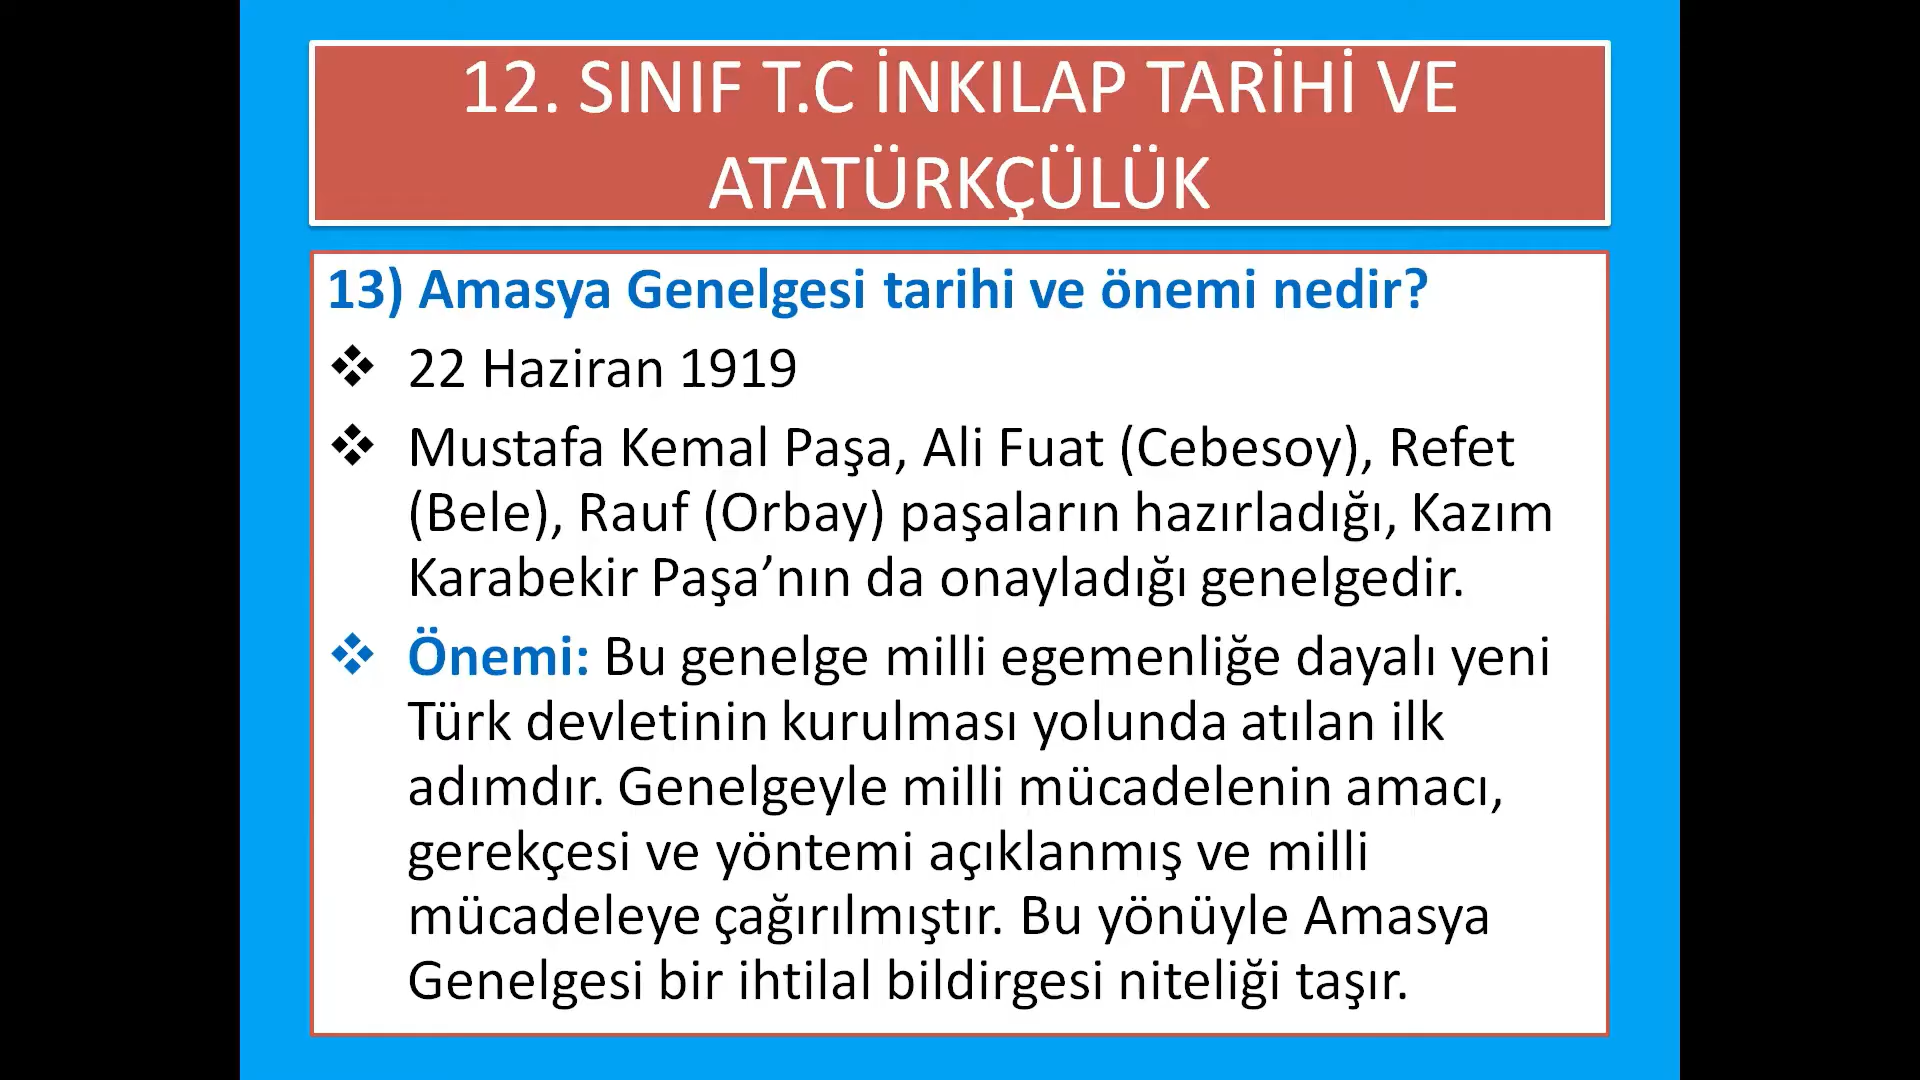 12. SINIF T.C İNKILAP TARİHİ VE
ATATÜRKÇÜLÜK
13) Amasya Genelgesi tarihi ve önemi nedir?
❖ 22 Haziran 1919
❖ Mustafa Kemal Paşa, Ali Fuat (Cebesoy), Refet
(Bele), Rauf (Orbay) paşaların hazırladığı, Kazım
Karabekir Paşa’nın da onayladığı genelgedir.
❖ Önemi: Bu genelge milli egemenliğe dayalı yeni
Türk devletinin kurulması yolunda atılan ilk
adımdır. Genelgeyle milli mücadelenin amacı,
gerekçesi ve yöntemi açıklanmış ve milli
mücadeleye çağırılmıştır. Bu yönüyle Amasya
Genelgesi bir ihtilal bildirgesi niteliği taşır.